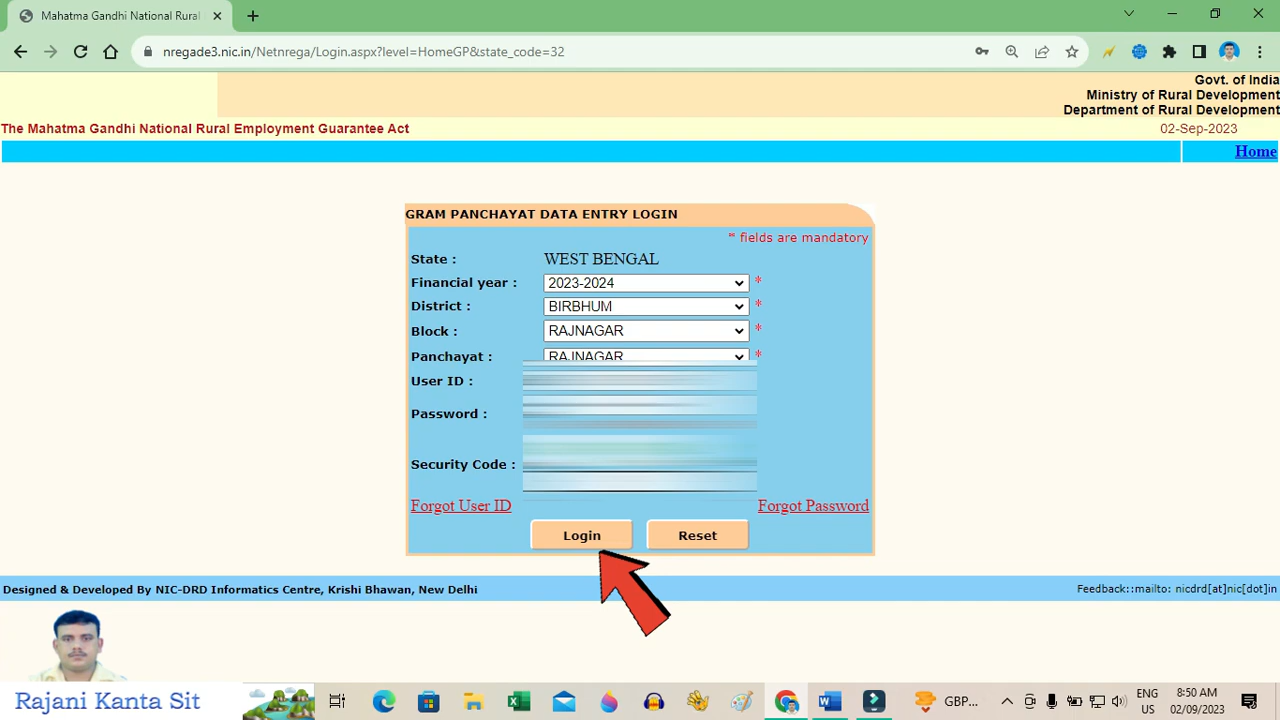 Mahatma Gandhi National Rural
nregade3.nic.in/Netnrega/Login.aspx?level=HomeGP&state_code=32
Govt. of India
Ministry of Rural Development
Department of Rural Development
The Mahatma Gandhi National Rural Employment Guarantee Act
02-Sep-2023
Home
GRAM PANCHAYAT DATA ENTRY LOGIN
* fields are mandatory
State : WEST BENGAL
Financial year : 2023-2024 *
District : BIRBHUM *
Block : RAJNAGAR *
Panchayat : RAJNAGAR *
User ID :
Password :
Security Code :
Forgot User ID Forgot Password
Login Reset
Designed & Developed By NIC-DRD Informatics Centre, Krishi Bhawan, New Delhi
Feedback::mailto: nicdrd[at]nic[dot]in
Rajani Kanta Sit
GBP...
ENG
US
8:50 AM
02/09/2023